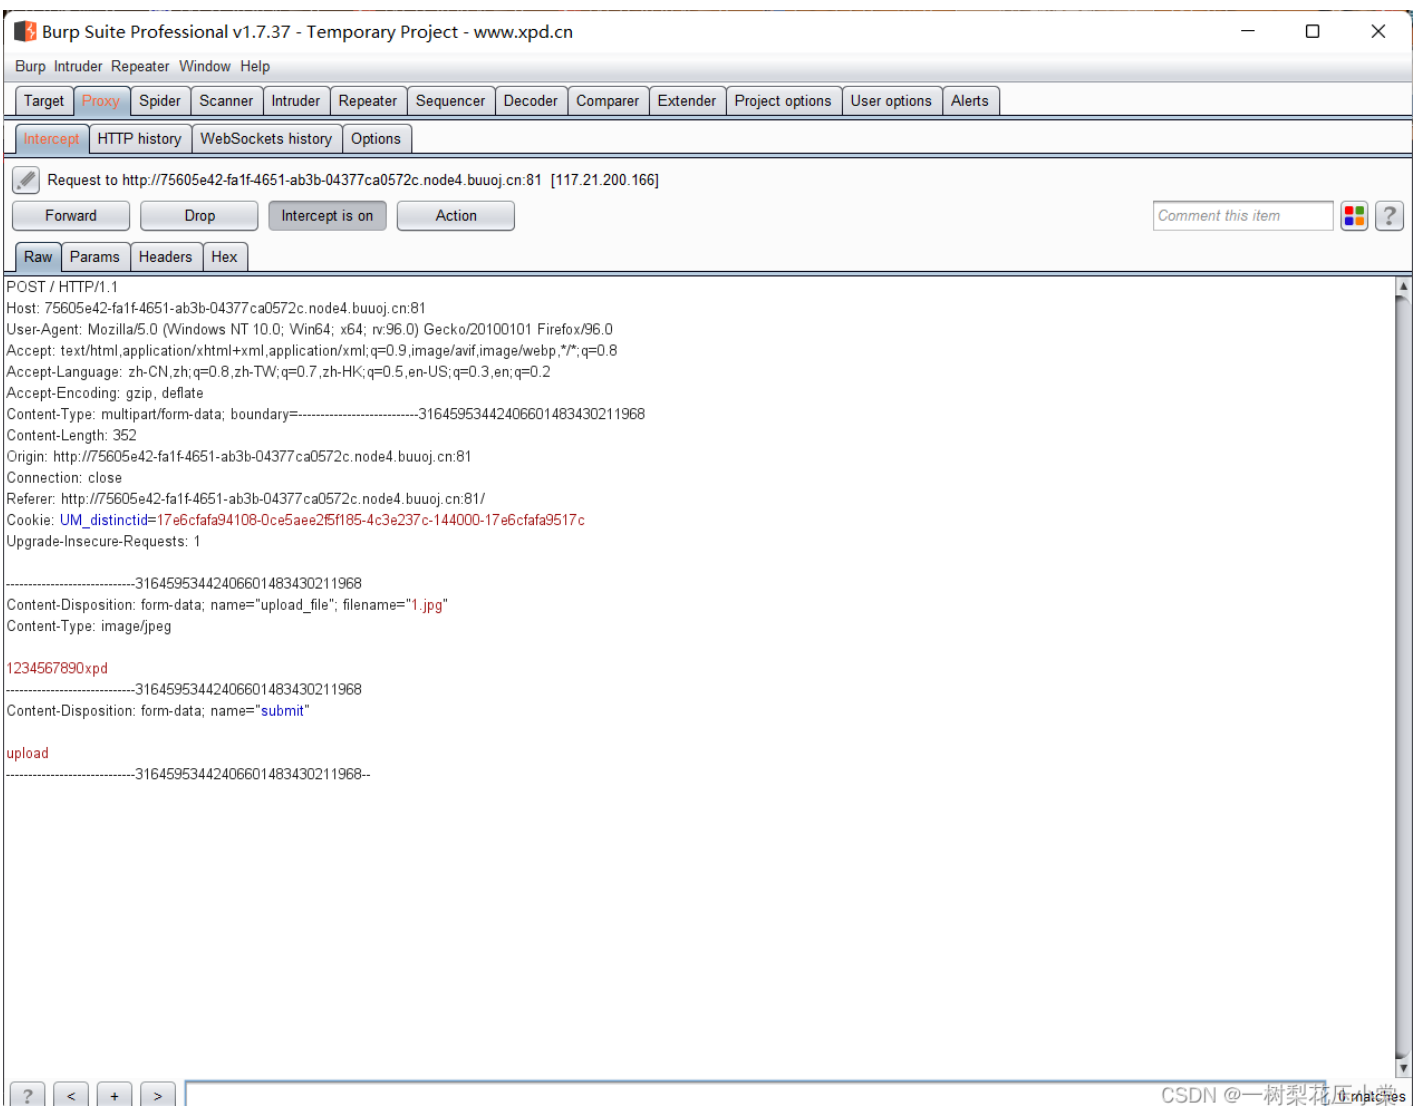 Burp Suite Professional v1.7.37 - Temporary Project - www.xpd.cn
Burp Intruder Repeater Window Help
Target Proxy Spider Scanner Intruder Repeater Sequencer Decoder Comparer Extender Project options User options Alerts
Intercept HTTP history WebSockets history Options
Request to http://75605e42-fa1f-4651-ab3b-04377ca0572c.node4.buuoj.cn:81 [117.21.200.166]
Forward Drop Intercept is on Action Comment this item ?
Raw Params Headers Hex
POST / HTTP/1.1
Host: 75605e42-fa1f-4651-ab3b-04377ca0572c.node4.buuoj.cn:81
User-Agent: Mozilla/5.0 (Windows NT 10.0; Win64; x64; rv:96.0) Gecko/20100101 Firefox/96.0
Accept: text/html,application/xhtml+xml,application/xml;q=0.9,image/avif,image/webp,*/*;q=0.8
Accept-Language: zh-CN,zh;q=0.8,zh-TW;q=0.7,zh-HK;q=0.5,en-US;q=0.3,en;q=0.2
Accept-Encoding: gzip, deflate
Content-Type: multipart/form-data; boundary=---------------------------31645953442406601483430211968
Content-Length: 352
Origin: http://75605e42-fa1f-4651-ab3b-04377ca0572c.node4.buuoj.cn:81
Connection: close
Referer: http://75605e42-fa1f-4651-ab3b-04377ca0572c.node4.buuoj.cn:81/
Cookie: UM_distinctid=17e6cfafa94108-0ce5aee2f5f185-4c3e237c-144000-17e6cfafa9517c
Upgrade-Insecure-Requests: 1
-----------------------------31645953442406601483430211968
Content-Disposition: form-data; name="upload_file"; filename="1.jpg"
Content-Type: image/jpeg
1234567890xpd
-----------------------------31645953442406601483430211968
Content-Disposition: form-data; name="submit"
upload
-----------------------------31645953442406601483430211968--
? < + > 0 matches
CSDN @一树梨花压小棠